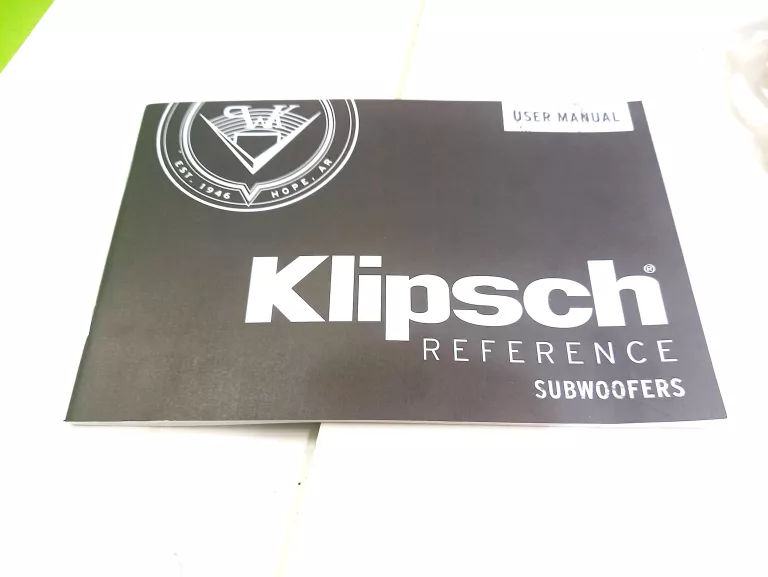 PWK
EST. 1946
HOPE, AR
USER MANUAL
Klipsch®
REFERENCE
SUBWOOFERS